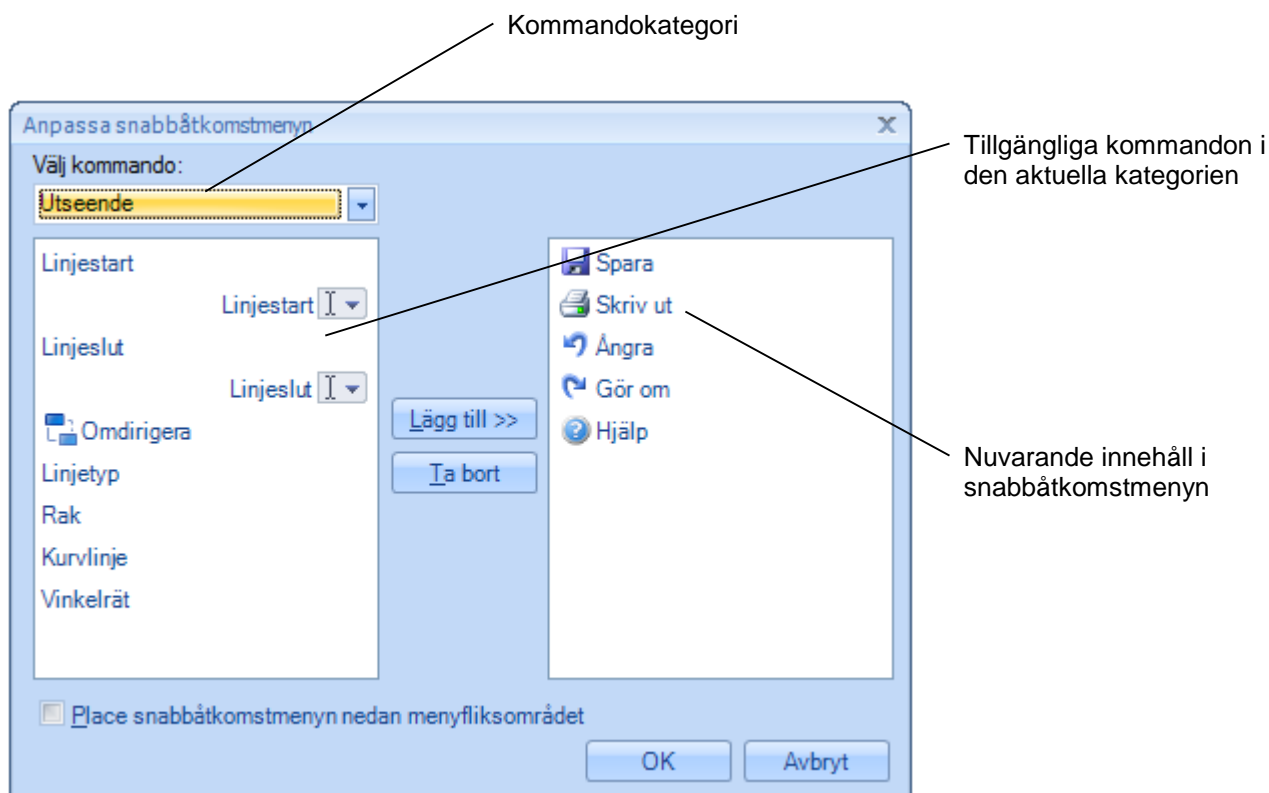 Kommandokategori
Anpassa snabbåtkomstmenyn
Välj kommando:
Utseende
Tillgängliga kommandon i
den aktuella kategorien
Linjestart
Linjestart
Linjeslut
Linjeslut
Omdirigera
Linjetyp
Rak
Kurvlinje
Vinkelrät
Lägg till >>
Ta bort
Spara
Skriv ut
Ångra
Gör om
Hjälp
Nuvarande innehåll i
snabbåtkomstmenyn
Place snabbåtkomstmenyn nedan menyfliksområdet
OK
Avbryt